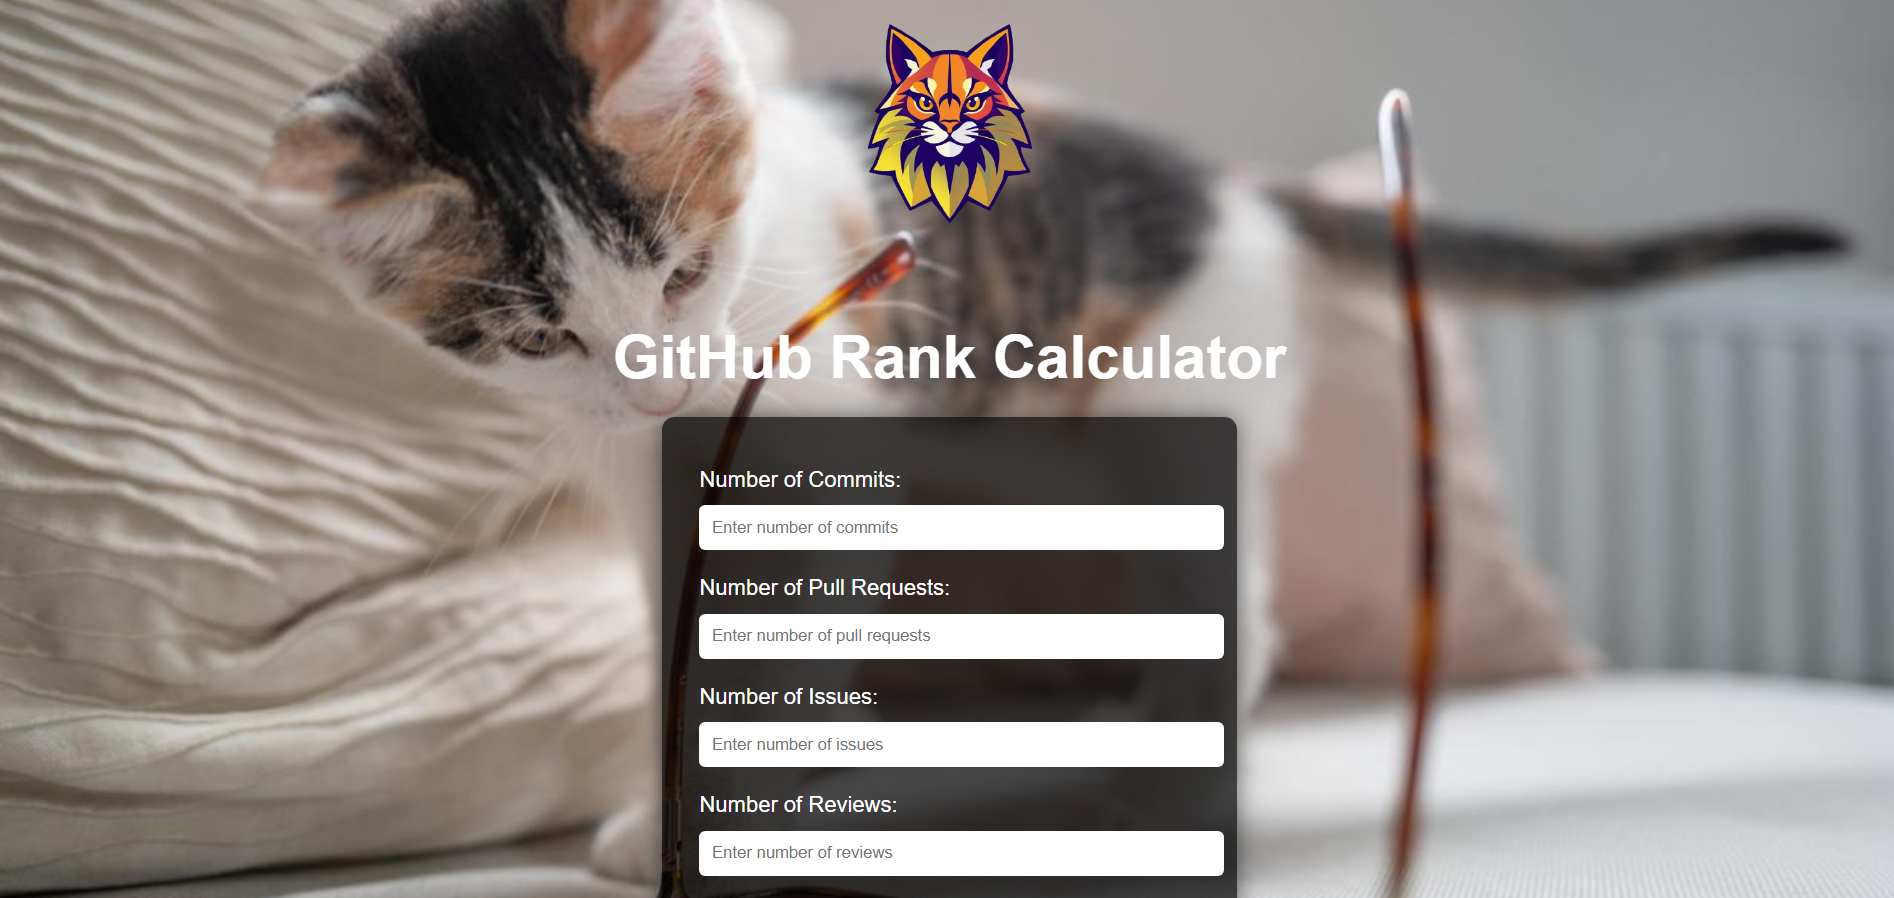 GitHub Rank Calculator
Number of Commits:
Enter number of commits
Number of Pull Requests:
Enter number of pull requests
Number of Issues:
Enter number of issues
Number of Reviews:
Enter number of reviews